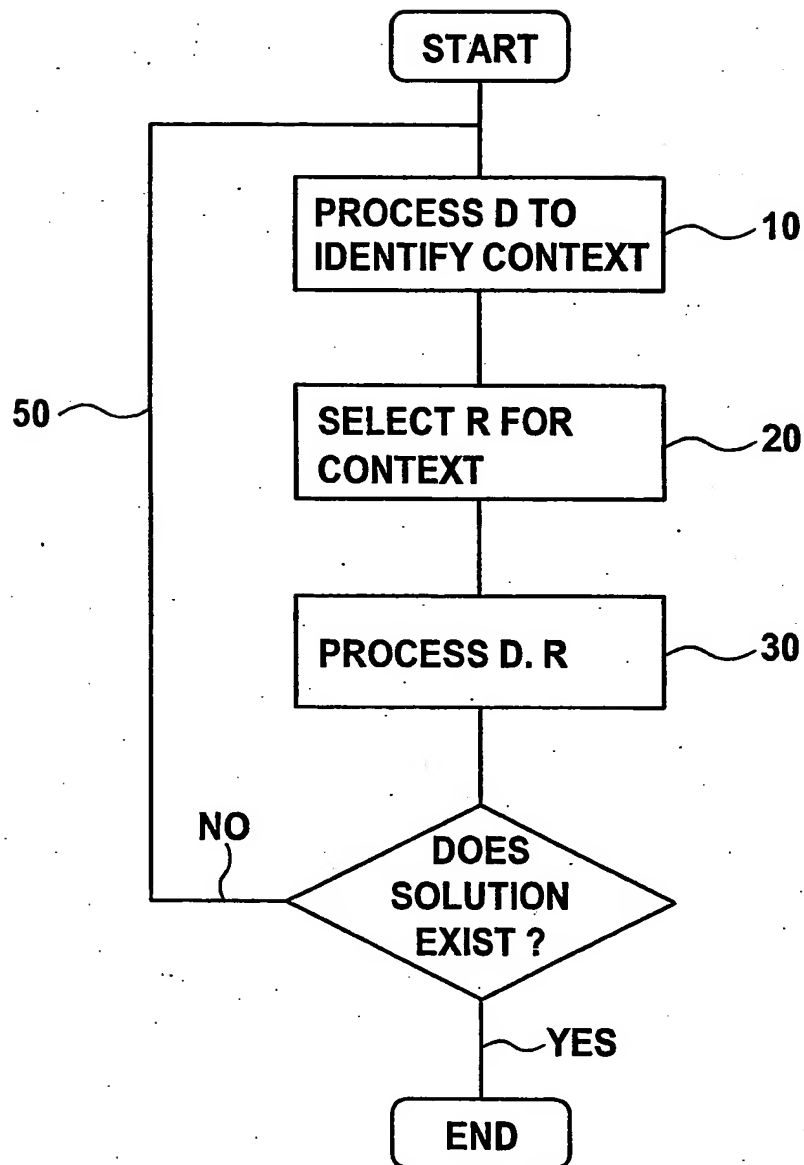 START
PROCESS D TO
IDENTIFY CONTEXT
10
50
SELECT R FOR
CONTEXT
20
PROCESS D. R
30
NO
DOES
SOLUTION
EXIST ?
YES
END